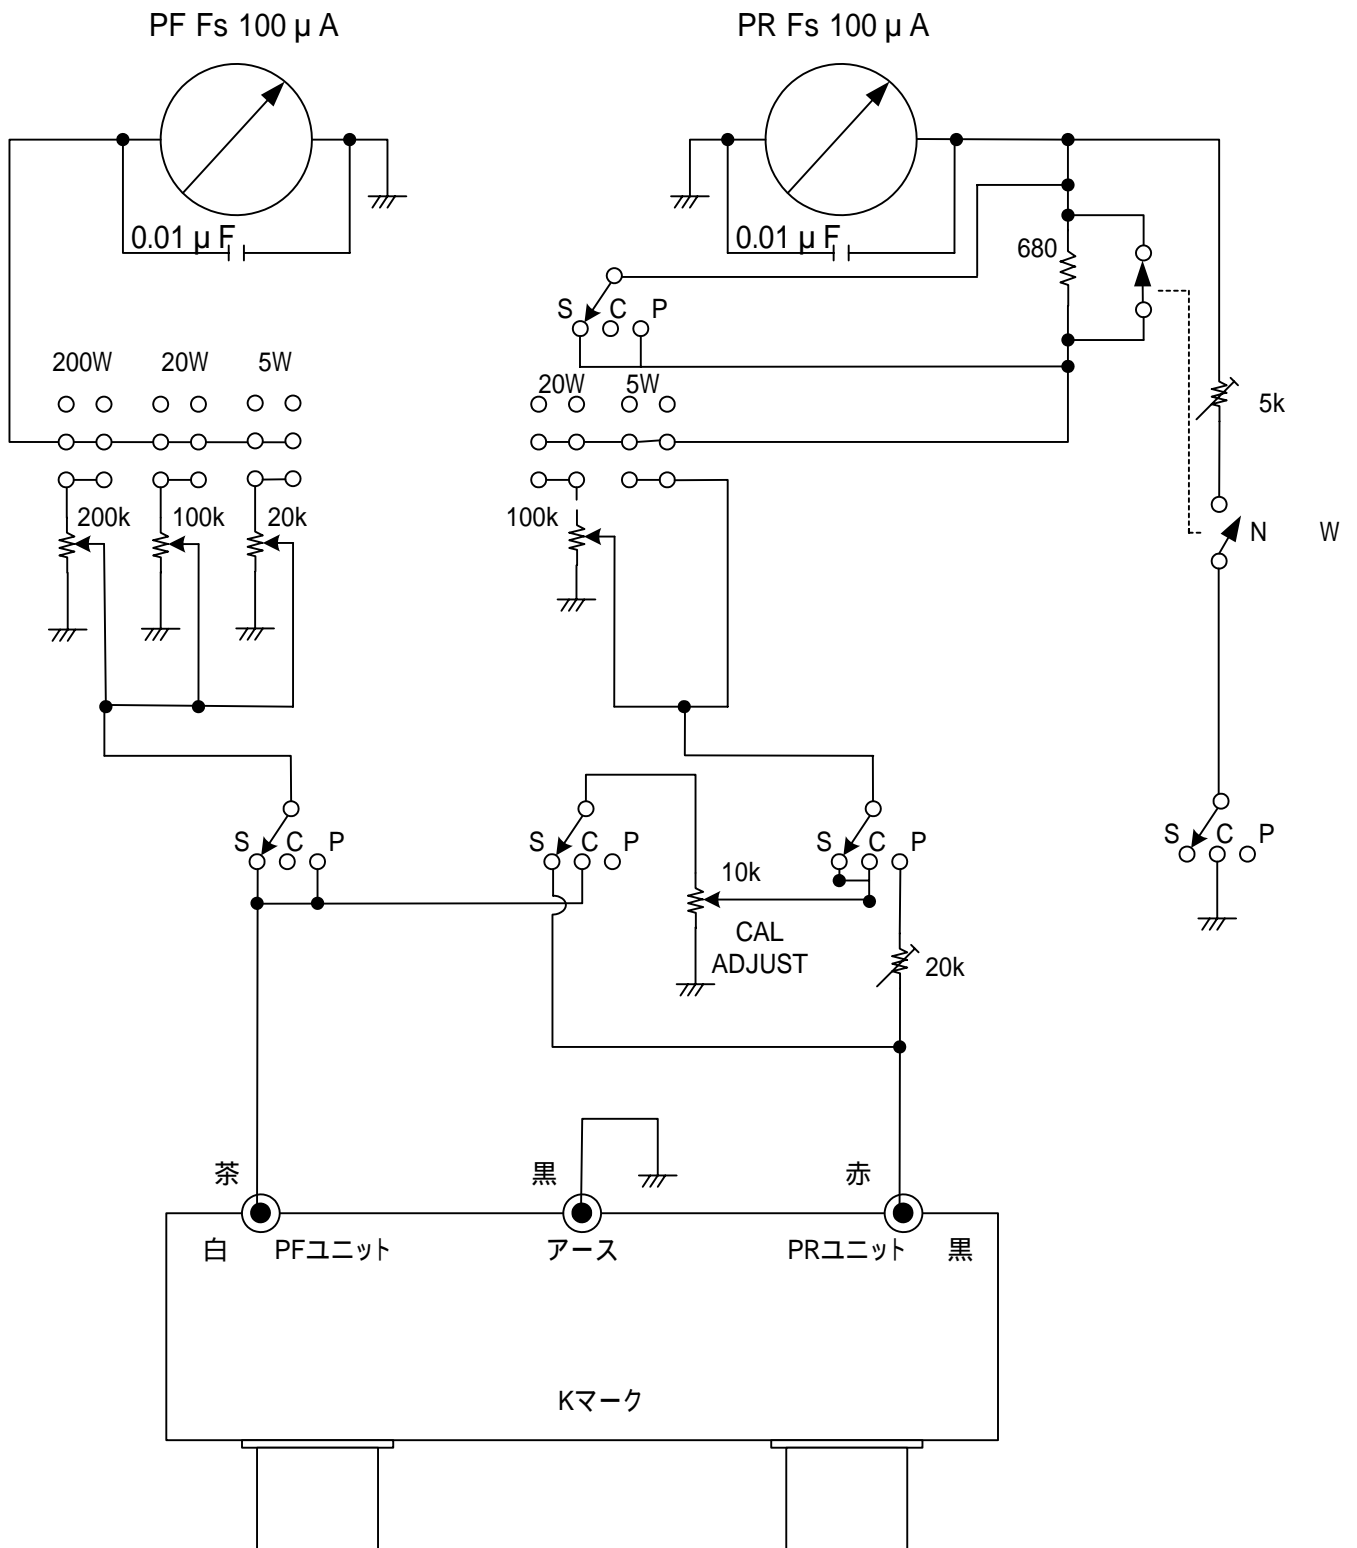 PF Fs 100 μ A
PR Fs 100 μ A
0.01 μ F
0.01 μ F
680
S C P
200W 20W 5W
20W 5W
5k
200k 100k 20k
100k
N W
S C P
S C P
S C P
S C P
10k
CAL
ADJUST
20k
茶 黒 赤
白 PFユニット アース PRユニット 黒
Kマーク